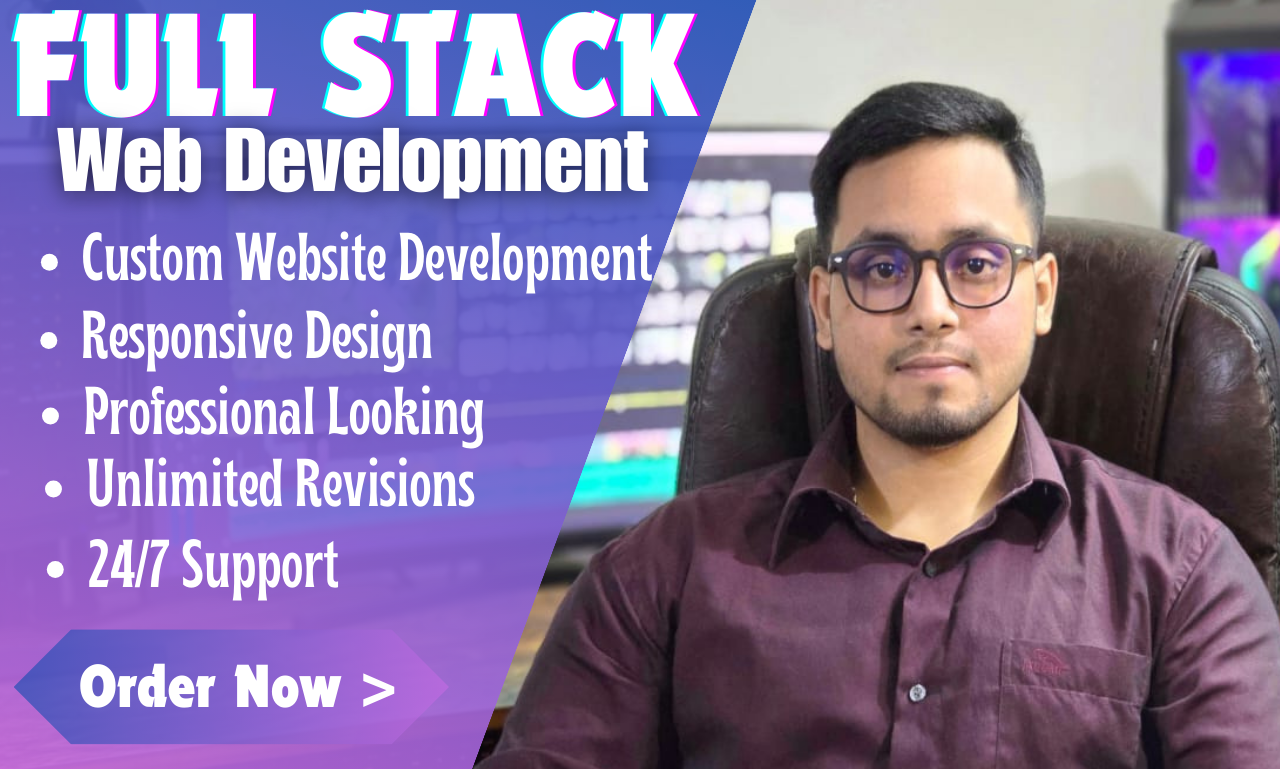 FULL STACK
Web Development
• Custom Website Development
• Responsive Design
• Professional Looking
• Unlimited Revisions
• 24/7 Support
Order Now >